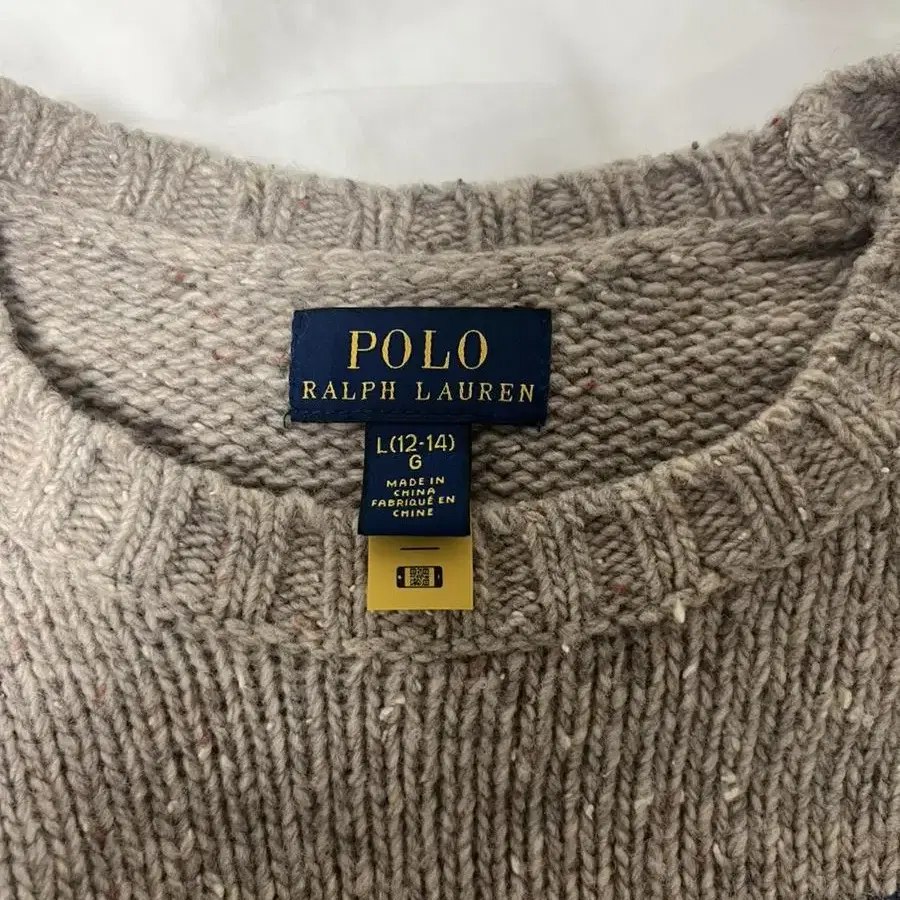 POLO
RALPH LAUREN
L(12-14)
G
MADE IN
CHINA
FABRIQUÉ EN
CHINE